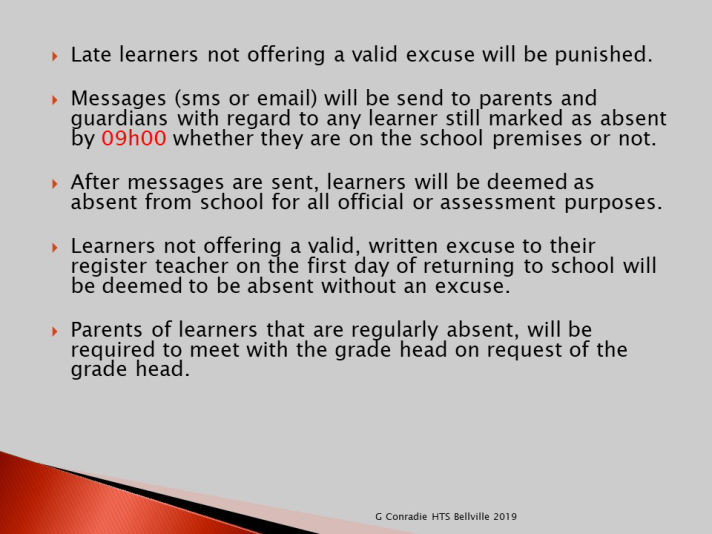 Late learners not offering a valid excuse will be punished.
Messages (sms or email) will be send to parents and
guardians with regard to any learner still marked as absent
by 09h00 whether they are on the school premises or not.
After messages are sent, learners will be deemed as
absent from school for all official or assessment purposes.
Learners not offering a valid, written excuse to their
register teacher on the first day of returning to school will
be deemed to be absent without an excuse.
Parents of learners that are regularly absent, will be
required to meet with the grade head on request of the
grade head.
G Conradie HTS Bellville 2019